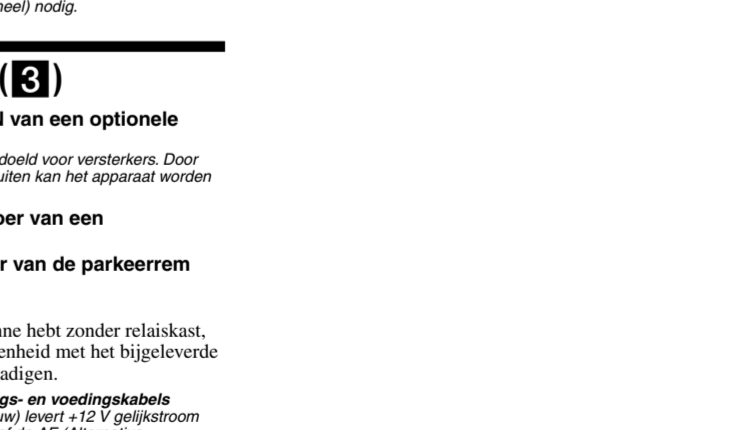 heel) nodig.
(3)
van een optionele
doeld voor versterkers. Door
uiten kan het apparaat worden
oer van een
r van de parkeerrem
nne hebt zonder relaiskast,
enheid met het bijgeleverde
adigen.
gs- en voedingskabels
uw) levert +12 V gelijkstroom